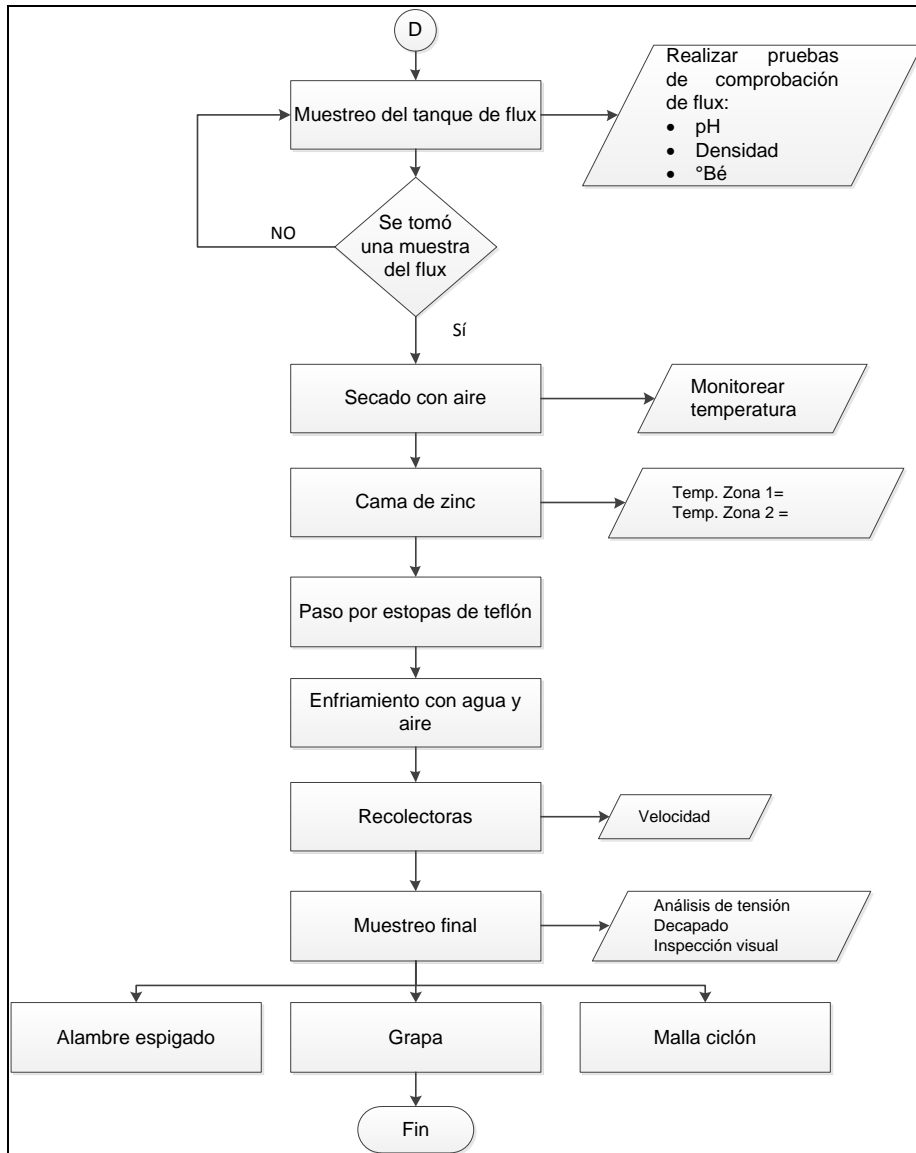 D
Muestreo del tanque de flux
Realizar pruebas
de comprobación
de flux:
• pH
• Densidad
• °Bé
Se tomó
una muestra
del flux
NO
Sí
Secado con aire
Monitorear
temperatura
Cama de zinc
Temp. Zona 1=
Temp. Zona 2 =
Paso por estopas de teflón
Enfriamiento con agua y
aire
Recolectoras
Velocidad
Muestreo final
Análisis de tensión
Decapado
Inspección visual
Alambre espigado
Grapa
Malla ciclón
Fin